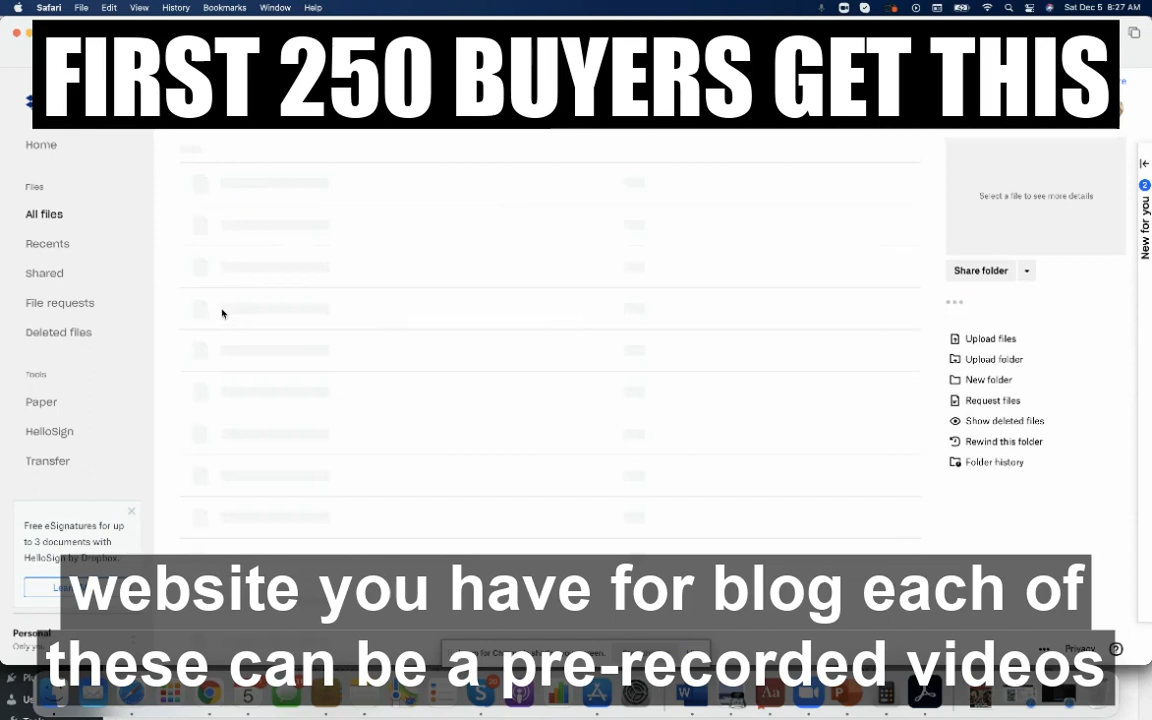 Safari File Edit View History Bookmarks Window Help Sat Dec 5 8:27 AM
FIRST 250 BUYERS GET THIS
Home
Files
All files
Recents
Shared
File requests
Deleted files
Tools
Paper
HelloSign
Transfer
Free eSignatures for up
to 3 documents with
HelloSign by Dropbox.
Personal
Select a file to see more details
Share folder
Upload files
Upload folder
New folder
Request files
Show deleted files
Rewind this folder
Folder history
2
New for you
Privacy
website you have for blog each of
these can be a pre-recorded videos